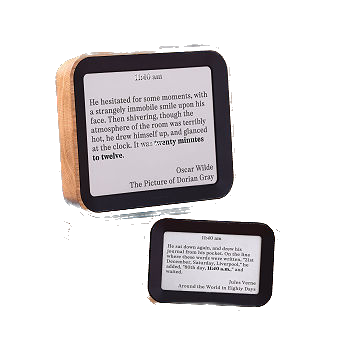 11:40 am
He hesitated for some moments, with
a strangely immobile smile upon his
face. Then shivering, though the
atmosphere of the room was terribly
hot, he drew himself up, and glanced
at the clock. It was twenty minutes
to twelve.
Oscar Wilde
The Picture of Dorian Gray
11:40 am
He sat down again, and drew his
journal from his pocket. On the line
where these words were written, "21st
December, Saturday, Liverpool," he
added, "80th day, 11:40 a.m.," and
waited.
Jules Verne
Around the World in Eighty Days